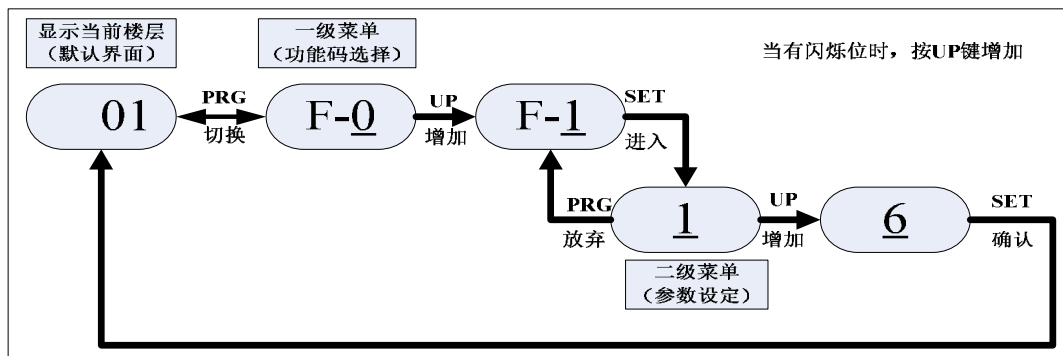 显示当前楼层
（默认界面）
一级菜单
（功能码选择）
当有闪烁位时，按UP键增加
01
PRG
切换
F-0
UP
增加
F-1
SET
进入
PRG
放弃
1
UP
增加
6
SET
确认
二级菜单
（参数设定）